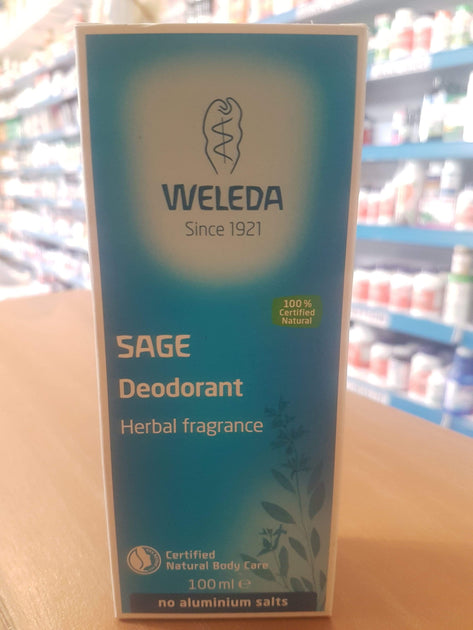 WELEDA
Since 1921
100%
Certified
Natural
SAGE
Deodorant
Herbal fragrance
Certified
Natural Body Care
100 ml ℮
no aluminium salts